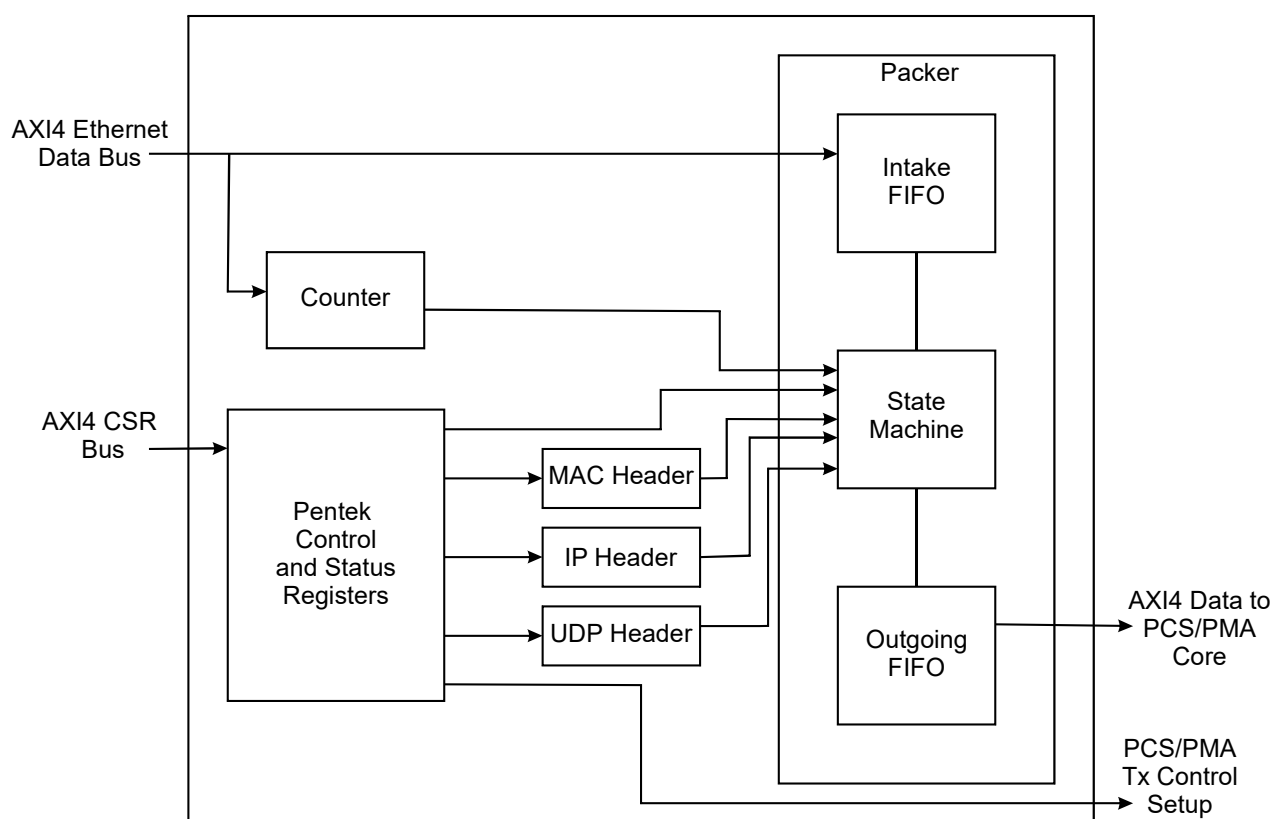 Packer
AXI4 Ethernet
Data Bus
Intake
FIFO
Counter
State
Machine
AXI4 CSR
Bus
MAC Header
Pentek
Control
and Status
Registers
IP Header
UDP Header
Outgoing
FIFO
AXI4 Data to
PCS/PMA
Core
PCS/PMA
Tx Control
Setup